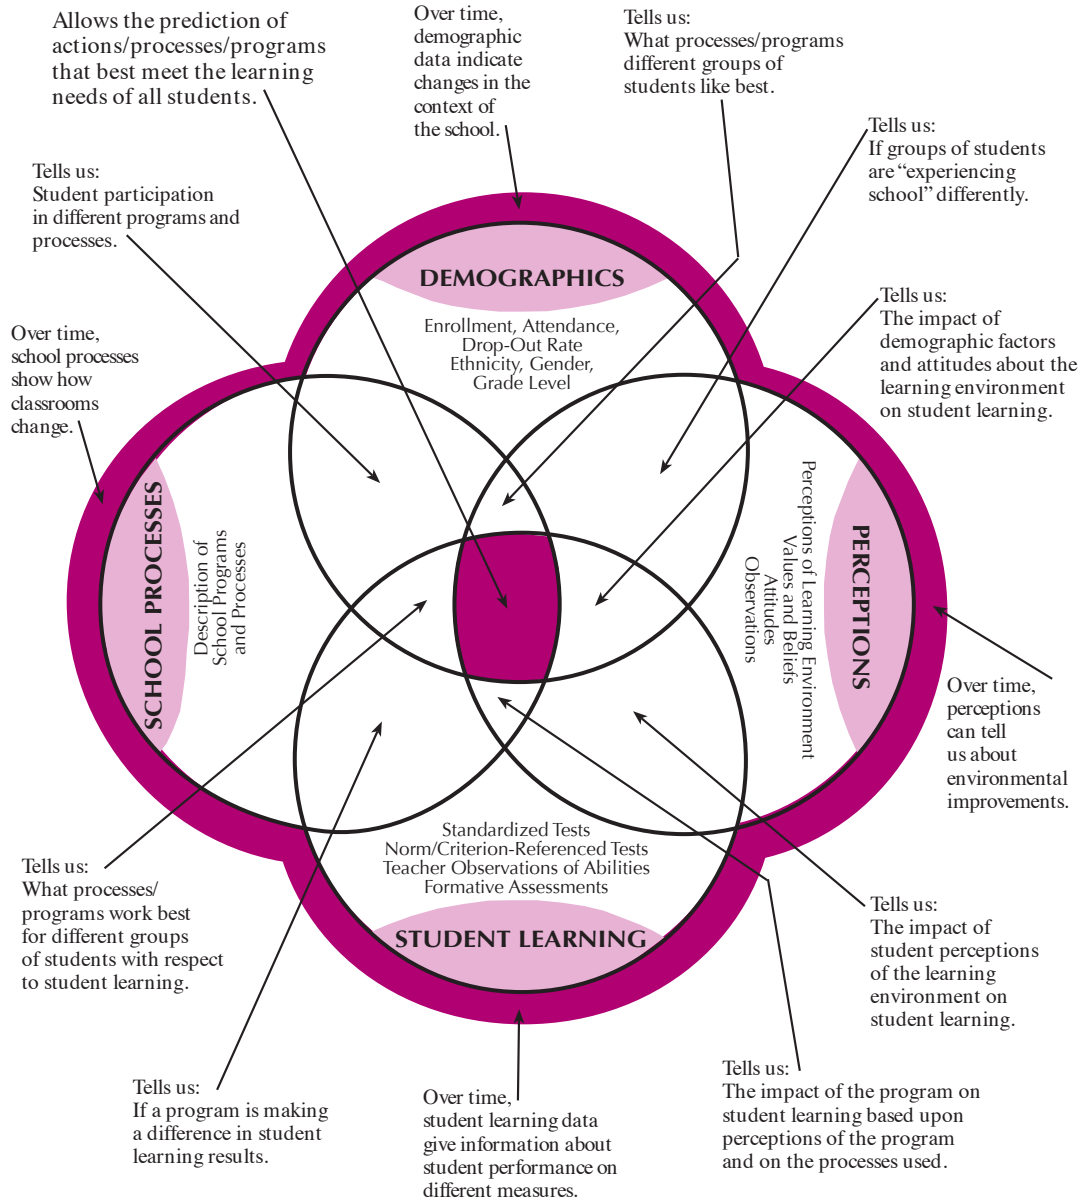 Allows the prediction of
actions/processes/programs
that best meet the learning
needs of all students.
Over time,
demographic
data indicate
changes in the
context of
the school.
Tells us:
What processes/programs
different groups of
students like best.
Tells us:
If groups of students
are “experiencing
school” differently.
Tells us:
Student participation
in different programs and
processes.
Tells us:
The impact of
demographic factors
and attitudes about the
learning environment
on student learning.
Over time,
school processes
show how
classrooms
change.
DEMOGRAPHICS
Enrollment, Attendance,
Drop-Out Rate
Ethnicity, Gender,
Grade Level
SCHOOL PROCESSES
Description of
School Programs
and Processes
PERCEPTIONS
Perceptions of Learning Environment
Values and Beliefs
Attitudes
Observations
Over time,
perceptions
can tell
us about
environmental
improvements.
Standardized Tests
Norm/Criterion-Referenced Tests
Teacher Observations of Abilities
Formative Assessments
STUDENT LEARNING
Tells us:
What processes/
programs work best
for different groups
of students with respect
to student learning.
Tells us:
The impact of
student perceptions
of the learning
environment on
student learning.
Tells us:
If a program is making
a difference in student
learning results.
Over time,
student learning data
give information about
student performance on
different measures.
Tells us:
The impact of the program on
student learning based upon
perceptions of the program
and on the processes used.